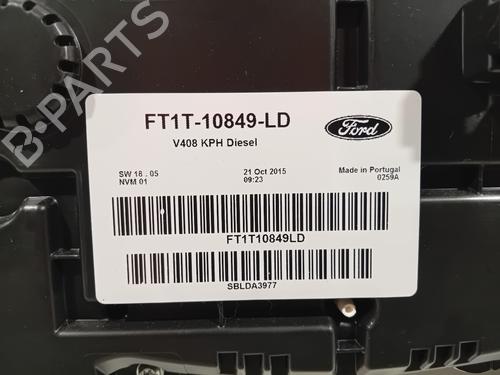 B-PARTS
FT1T-10849-LD
Ford
V408 KPH Diesel
SW 18 . 05
NVM 01
21 Oct 2015
09:23
Made in Portugal
0259A
FT1T10849LD
SBLDA3977